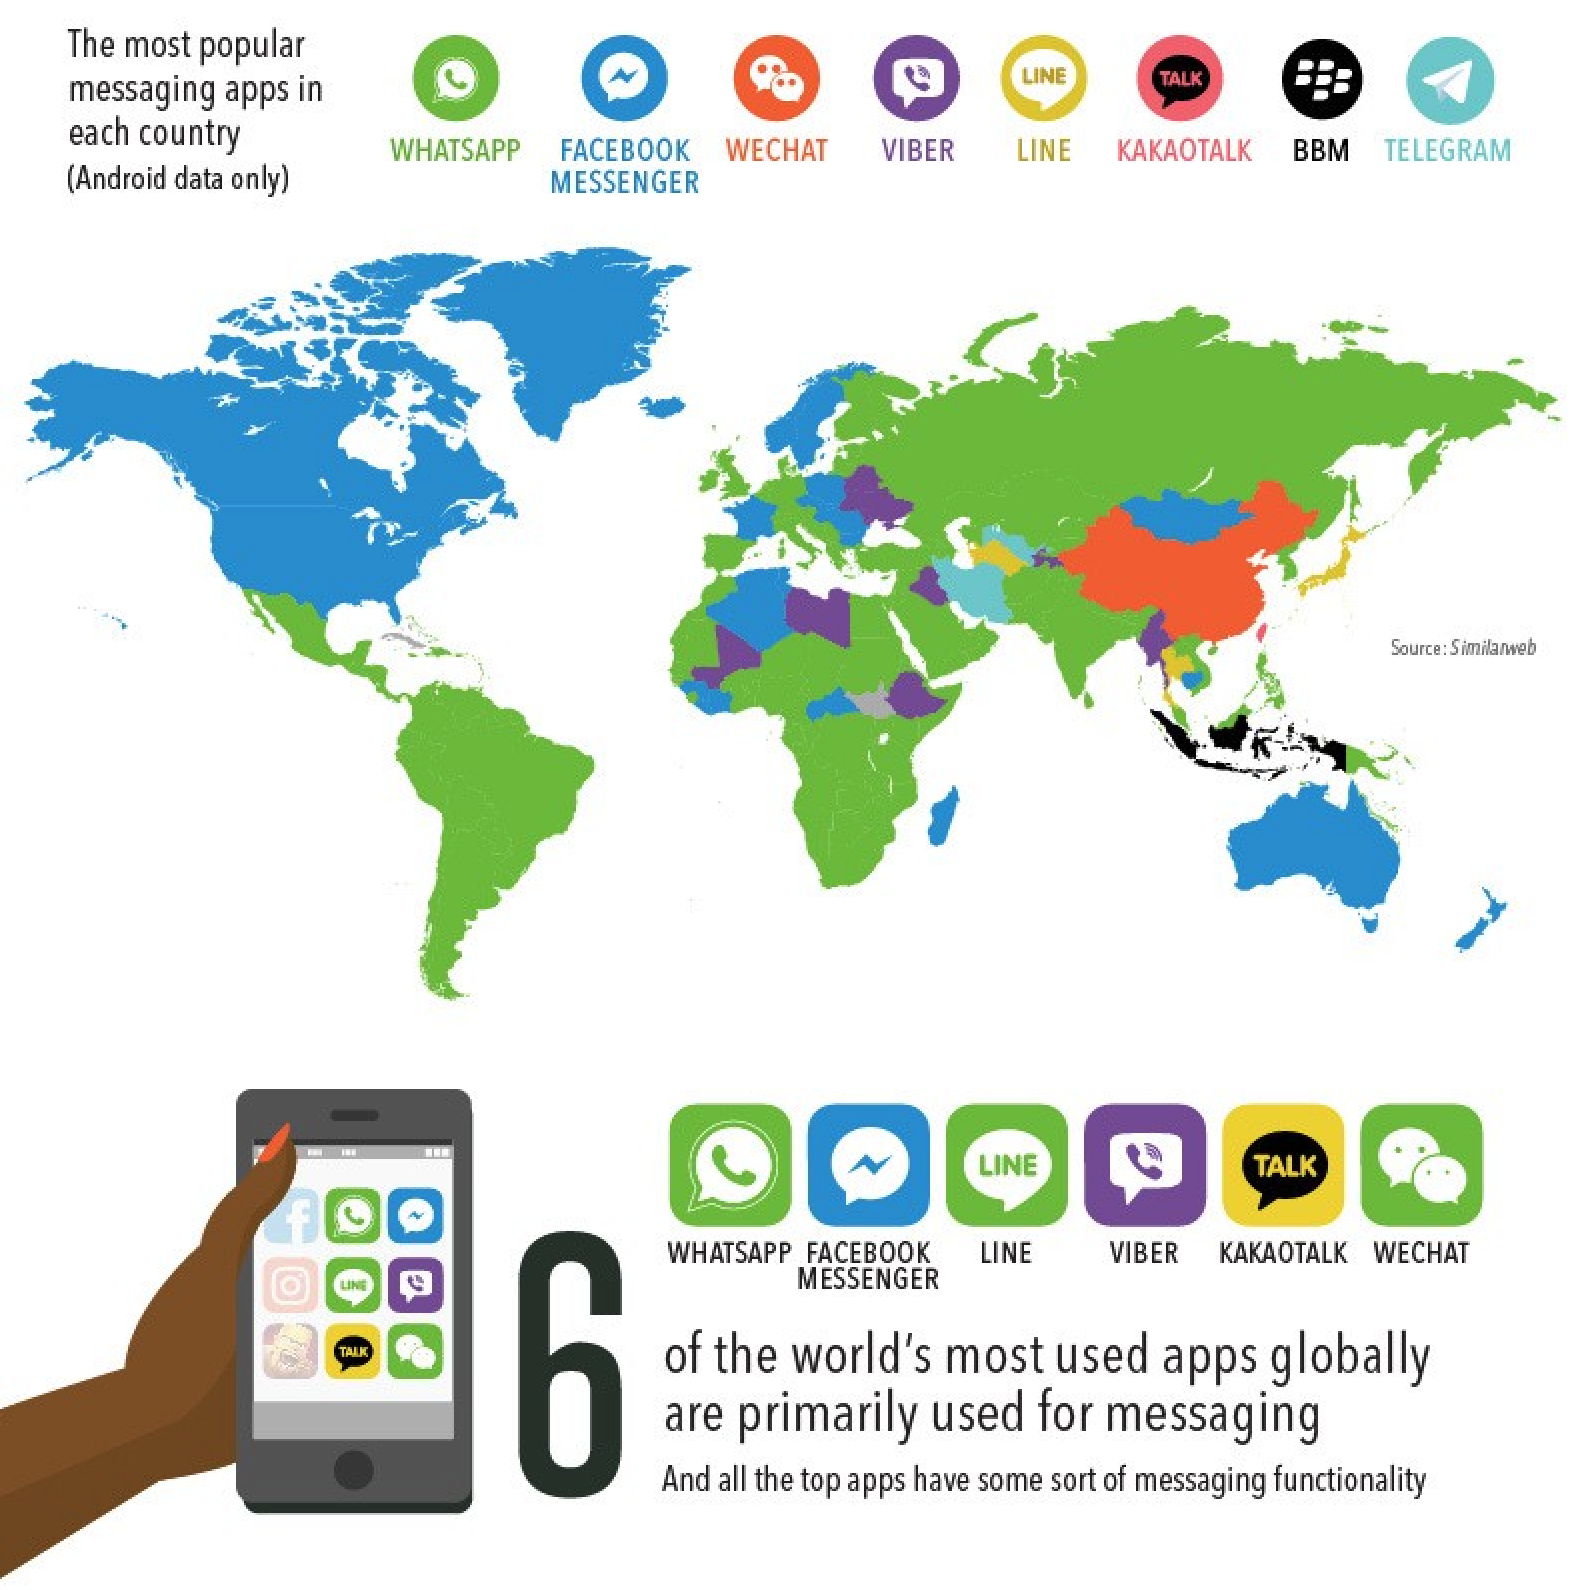 The most popular
messaging apps in
each country
(Android data only)
WHATSAPP
FACEBOOK
MESSENGER
WECHAT
VIBER
LINE
LINE
TALK
KAKAOTALK
BBM
TELEGRAM
Source: Similarweb
LINE
TALK
LINE
TALK
WHATSAPP
FACEBOOK
MESSENGER
LINE
VIBER
KAKAOTALK
WECHAT
6
of the world's most used apps globally
are primarily used for messaging
And all the top apps have some sort of messaging functionality